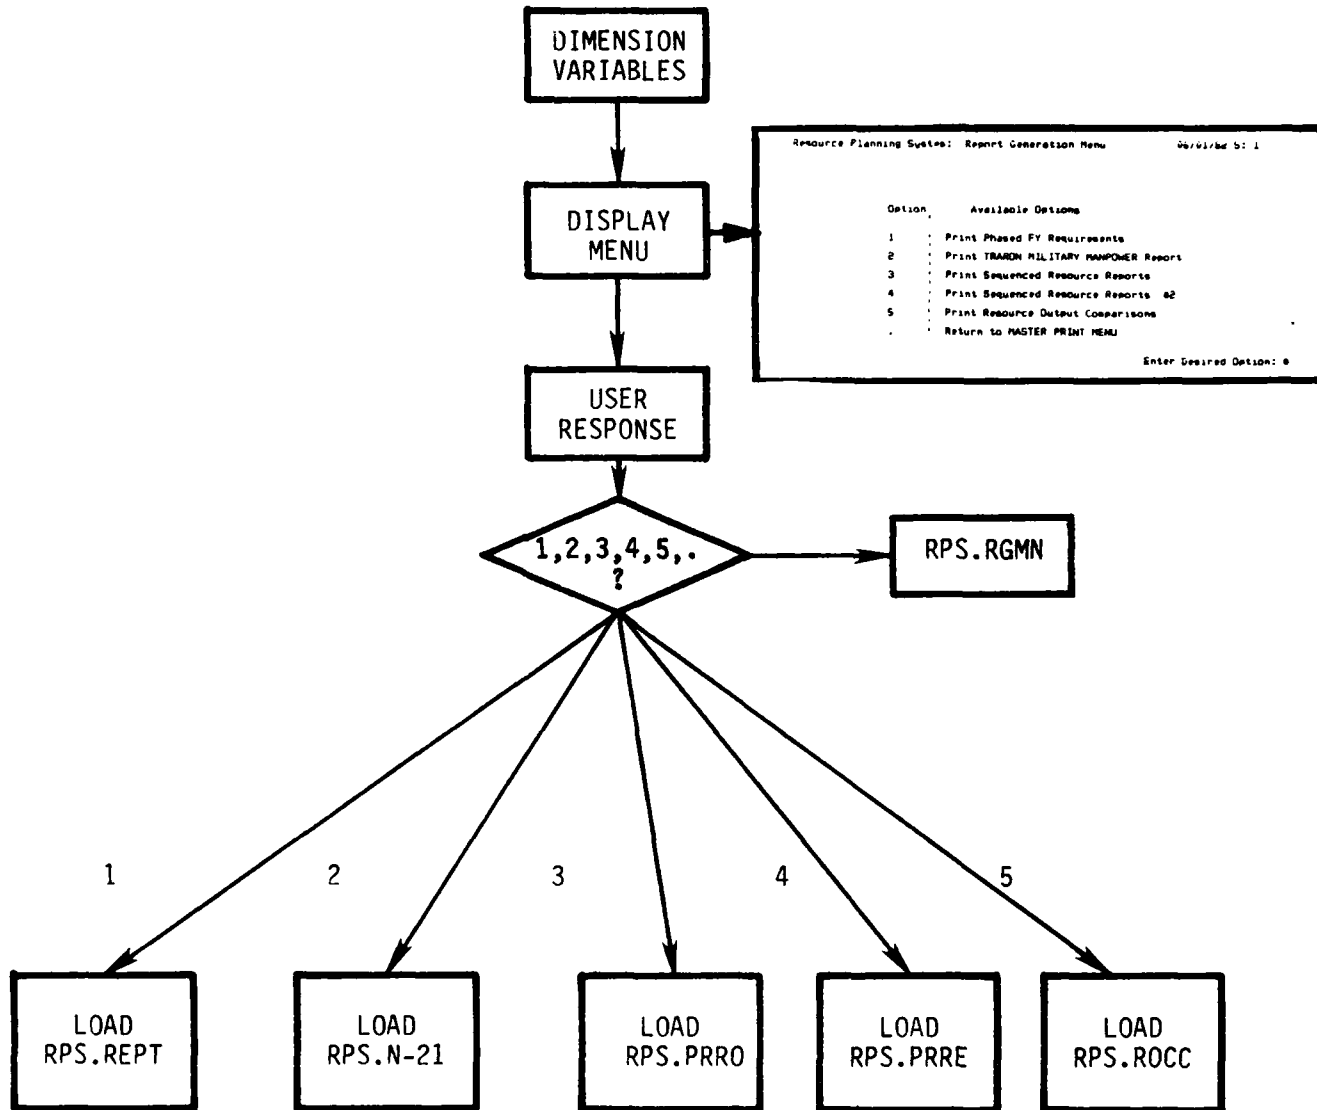 DIMENSION
VARIABLES
Resource Planning System: Report Generation Menu
Option Available Options
1 Print Phased FY Requirements
2 Print TRARON MILITARY MANPOWER Report
3 Print Sequenced Resource Reports
4 Print Sequenced Resource Reports #2
5 Print Resource Output Comparisons
. Return to MASTER PRINT MENU
Enter Desired Option:
DISPLAY
MENU
USER
RESPONSE
1,2,3,4,5,.
?
RPS.RGMN
1
2
3
4
5
LOAD
RPS.REPT
LOAD
RPS.N-21
LOAD
RPS.PRRO
LOAD
RPS.PRRE
LOAD
RPS.ROCC